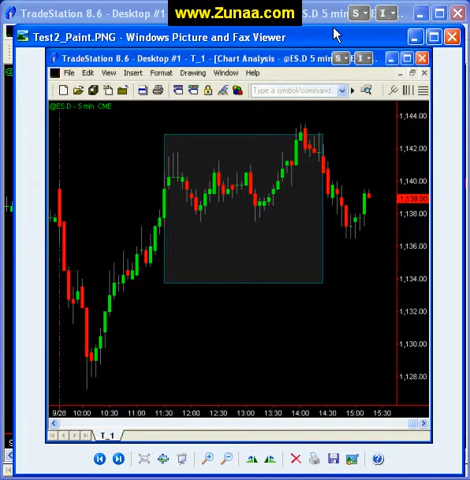 TradeStation 8.6 - Desktop #1
www.Zunaa.com
S.D 5 min
S
I
Test2_Paint.PNG - Windows Picture and Fax Viewer
TradeStation 8.6 - Desktop #1 - T_1 - [Chart Analysis - @ES.D 5 min
S
I
File Edit View Insert Format Drawing Window Help
Type a symbol/command
@ES.D - 5 min CME
1,144.00
1,142.00
1,140.00
1,139.00
1,138.00
1,136.00
1,134.00
1,132.00
1,130.00
1,128.00
9/28 10:00 10:30 11:00 11:30 12:00 12:30 13:00 13:30 14:00 14:30 15:00 15:30
T_1